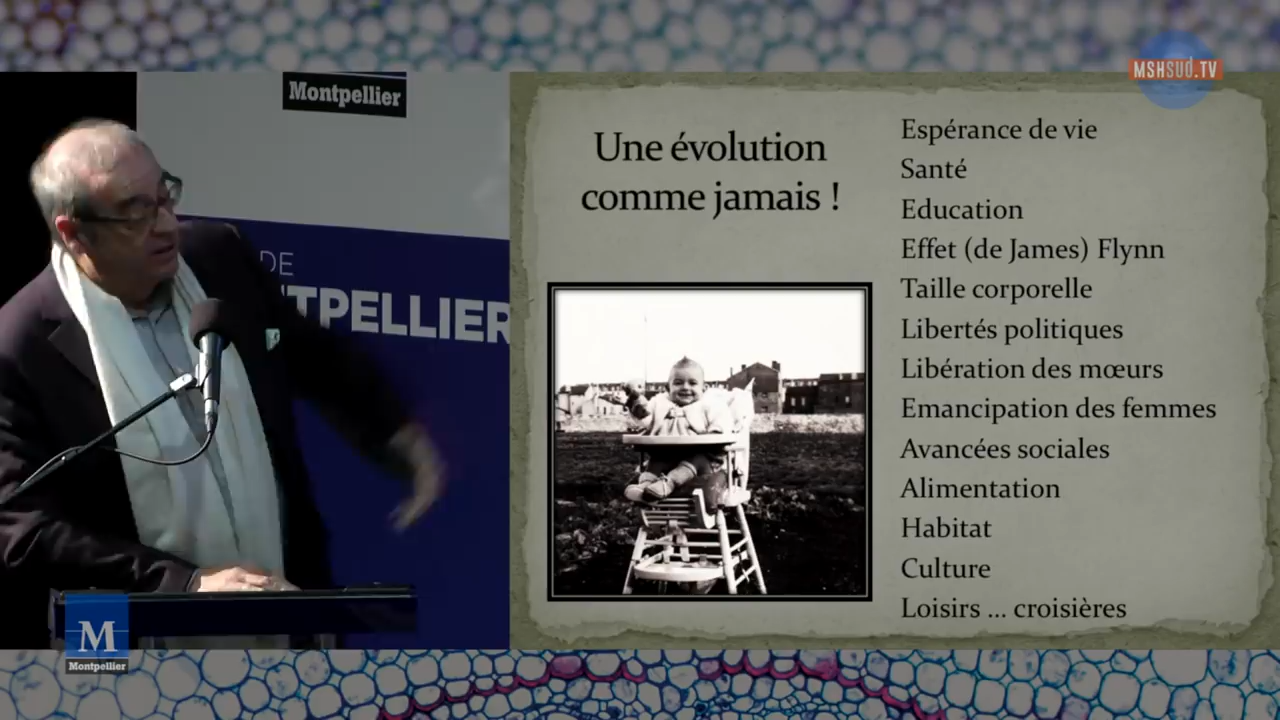 MSHSUD.TV
Montpellier
DE
TPELLIER
Une évolution
comme jamais !
Espérance de vie
Santé
Education
Effet (de James) Flynn
Taille corporelle
Libertés politiques
Libération des mœurs
Emancipation des femmes
Avancées sociales
Alimentation
Habitat
Culture
Loisirs ... croisières
M
Montpellier